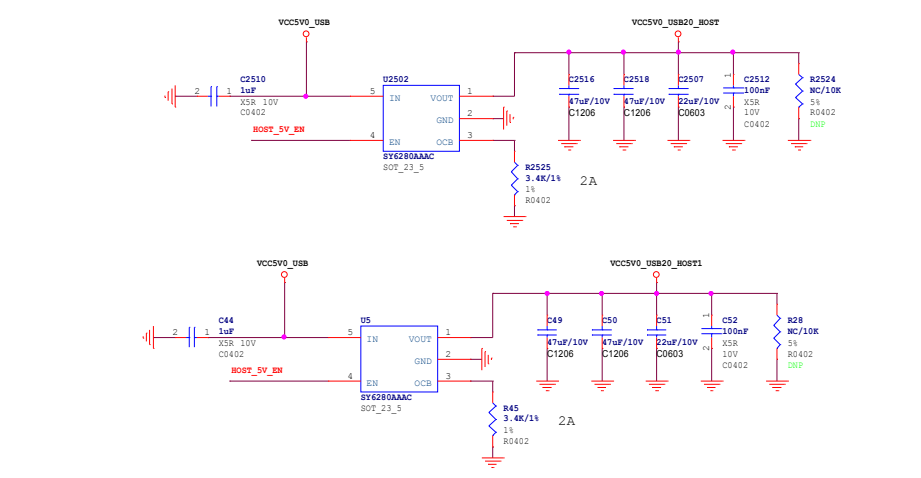 VCC5V0_USB
VCC5V0_USB20_HOST
C2510
1uF
X5R 10V
C0402
2
1
HOST_5V_EN
U2502
5
IN
VOUT
1
GND
2
4
EN
OCB
3
SY6280AAAC
SOT_23_5
R2525
3.4K/1%
1%
R0402
2A
C2516
47uF/10V
C1206
C2518
47uF/10V
C1206
C2507
22uF/10V
C0603
1
2
C2512
100nF
X5R
10V
C0402
R2524
NC/10K
5%
R0402
DNP
VCC5V0_USB
VCC5V0_USB20_HOST1
C44
1uF
X5R 10V
C0402
2
1
HOST_5V_EN
U5
5
IN
VOUT
1
GND
2
4
EN
OCB
3
SY6280AAAC
SOT_23_5
R45
3.4K/1%
1%
R0402
2A
C49
47uF/10V
C1206
C50
47uF/10V
C1206
C51
22uF/10V
C0603
1
2
C52
100nF
X5R
10V
C0402
R28
NC/10K
5%
R0402
DNP